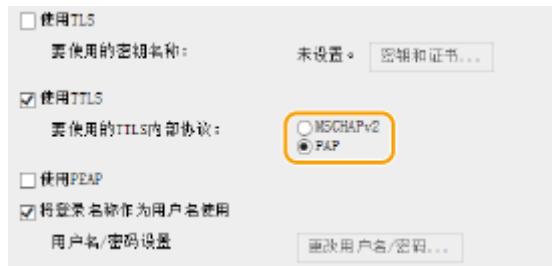 使用TLS
要使用的密钥名称： 未设置。 密钥和证书...
使用TTLS
要使用的TTLS内部协议： MSCHAPv2
PAP
使用PEAP
将登录名称作为用户名使用
用户名/密码设置 更改用户名/密码...